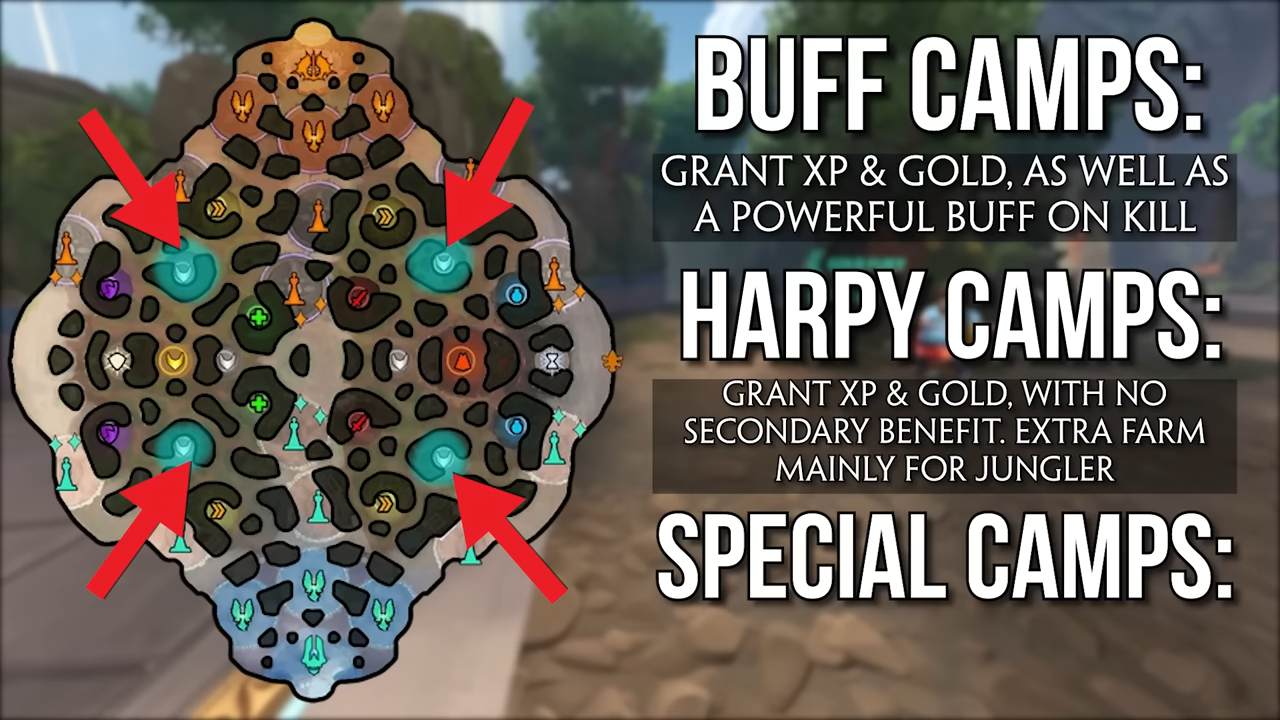 BUFF CAMPS:
GRANT XP & GOLD, AS WELL AS
A POWERFUL BUFF ON KILL
HARPY CAMPS:
GRANT XP & GOLD, WITH NO
SECONDARY BENEFIT. EXTRA FARM
MAINLY FOR JUNGLER
SPECIAL CAMPS: